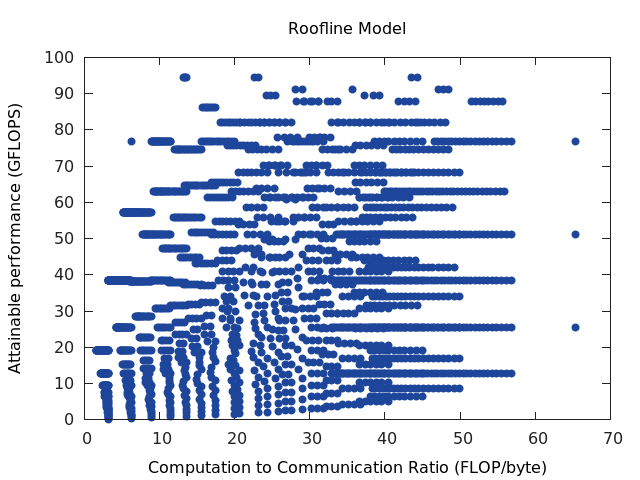 Roofline Model
Attainable performance (GFLOPS)
100
90
80
70
60
50
40
30
20
10
0
0 10 20 30 40 50 60 70
Computation to Communication Ratio (FLOP/byte)